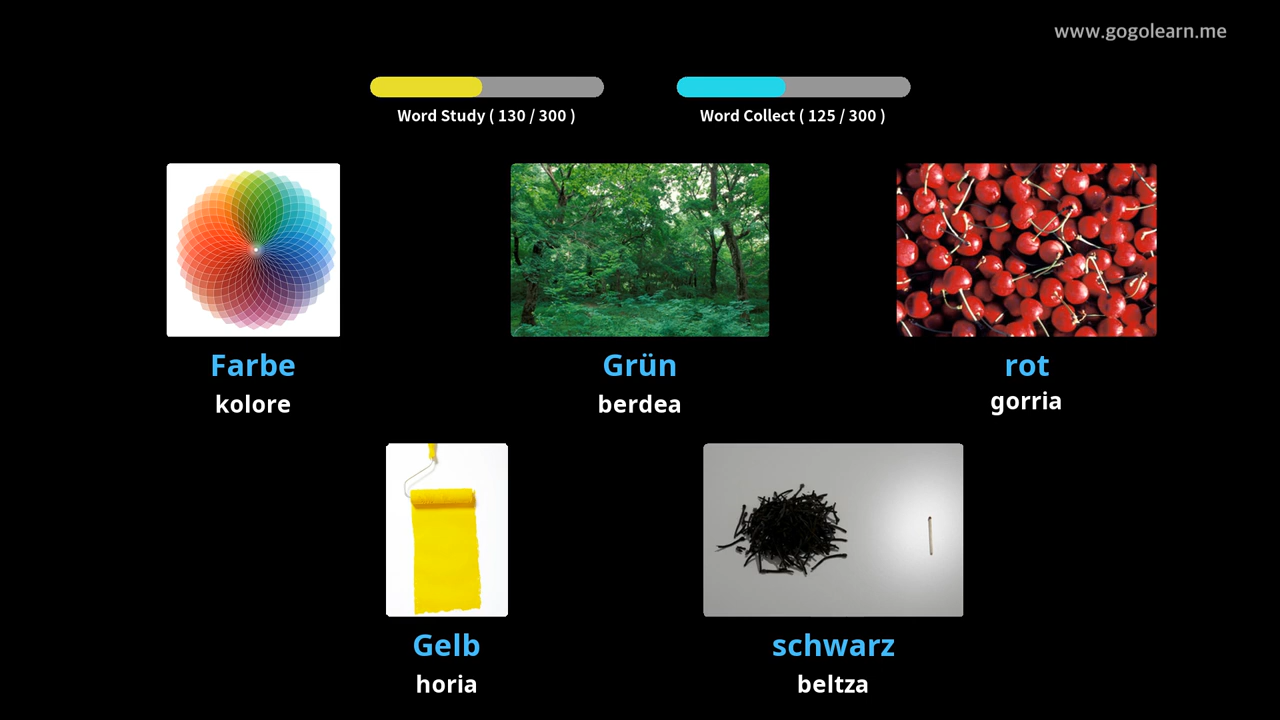 www.gogolearn.me
Word Study ( 130 / 300 )
Word Collect ( 125 / 300 )
Farbe
kolore
Grün
berdea
rot
gorria
Gelb
horia
schwarz
beltza